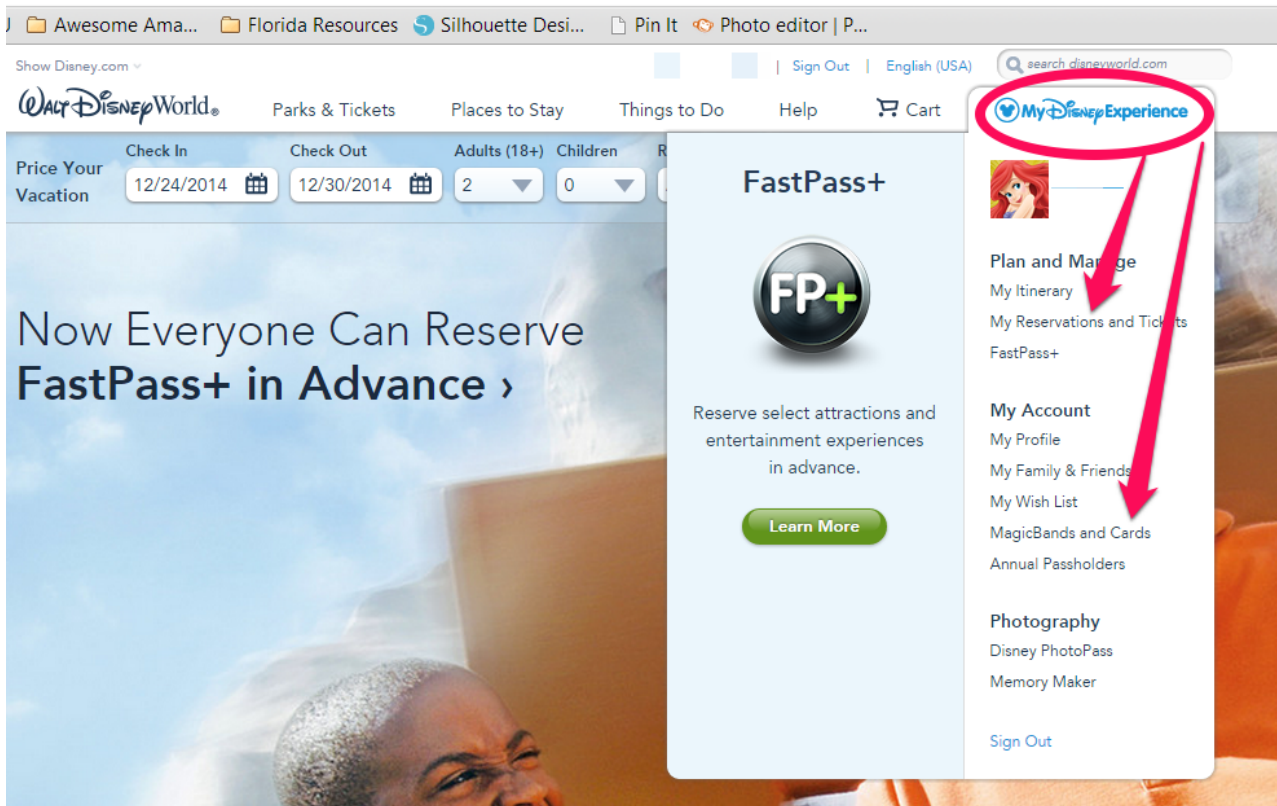 Awesome Ama... Florida Resources Silhouette Desi... Pin It Photo editor | P...
Show Disney.com | Sign Out | English (USA) search disneyworld.com
Walt Disney World® Parks & Tickets Places to Stay Things to Do Help Cart My Disney Experience
Price Your Vacation
Check In
12/24/2014
Check Out
12/30/2014
Adults (18+)
2
Children
0
Now Everyone Can Reserve
FastPass+ in Advance ›
FastPass+
FP+
Reserve select attractions and
entertainment experiences
in advance.
Learn More
Plan and Manage
My Itinerary
My Reservations and Tickets
FastPass+
My Account
My Profile
My Family & Friends
My Wish List
MagicBands and Cards
Annual Passholders
Photography
Disney PhotoPass
Memory Maker
Sign Out